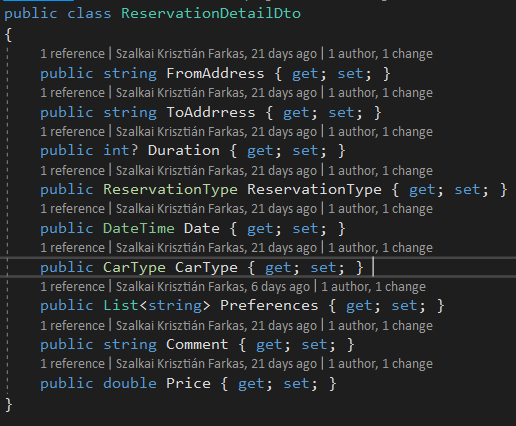 public class ReservationDetailDto
{
1 reference | Szalkai Krisztián Farkas, 21 days ago | 1 author, 1 change
public string FromAddress { get; set; }
1 reference | Szalkai Krisztián Farkas, 21 days ago | 1 author, 1 change
public string ToAddrress { get; set; }
1 reference | Szalkai Krisztián Farkas, 21 days ago | 1 author, 1 change
public int? Duration { get; set; }
1 reference | Szalkai Krisztián Farkas, 21 days ago | 1 author, 1 change
public ReservationType ReservationType { get; set; }
1 reference | Szalkai Krisztián Farkas, 21 days ago | 1 author, 1 change
public DateTime Date { get; set; }
1 reference | Szalkai Krisztián Farkas, 21 days ago | 1 author, 1 change
public CarType CarType { get; set; }
1 reference | Szalkai Krisztián Farkas, 6 days ago | 1 author, 1 change
public List<string> Preferences { get; set; }
1 reference | Szalkai Krisztián Farkas, 21 days ago | 1 author, 1 change
public string Comment { get; set; }
1 reference | Szalkai Krisztián Farkas, 21 days ago | 1 author, 1 change
public double Price { get; set; }
}